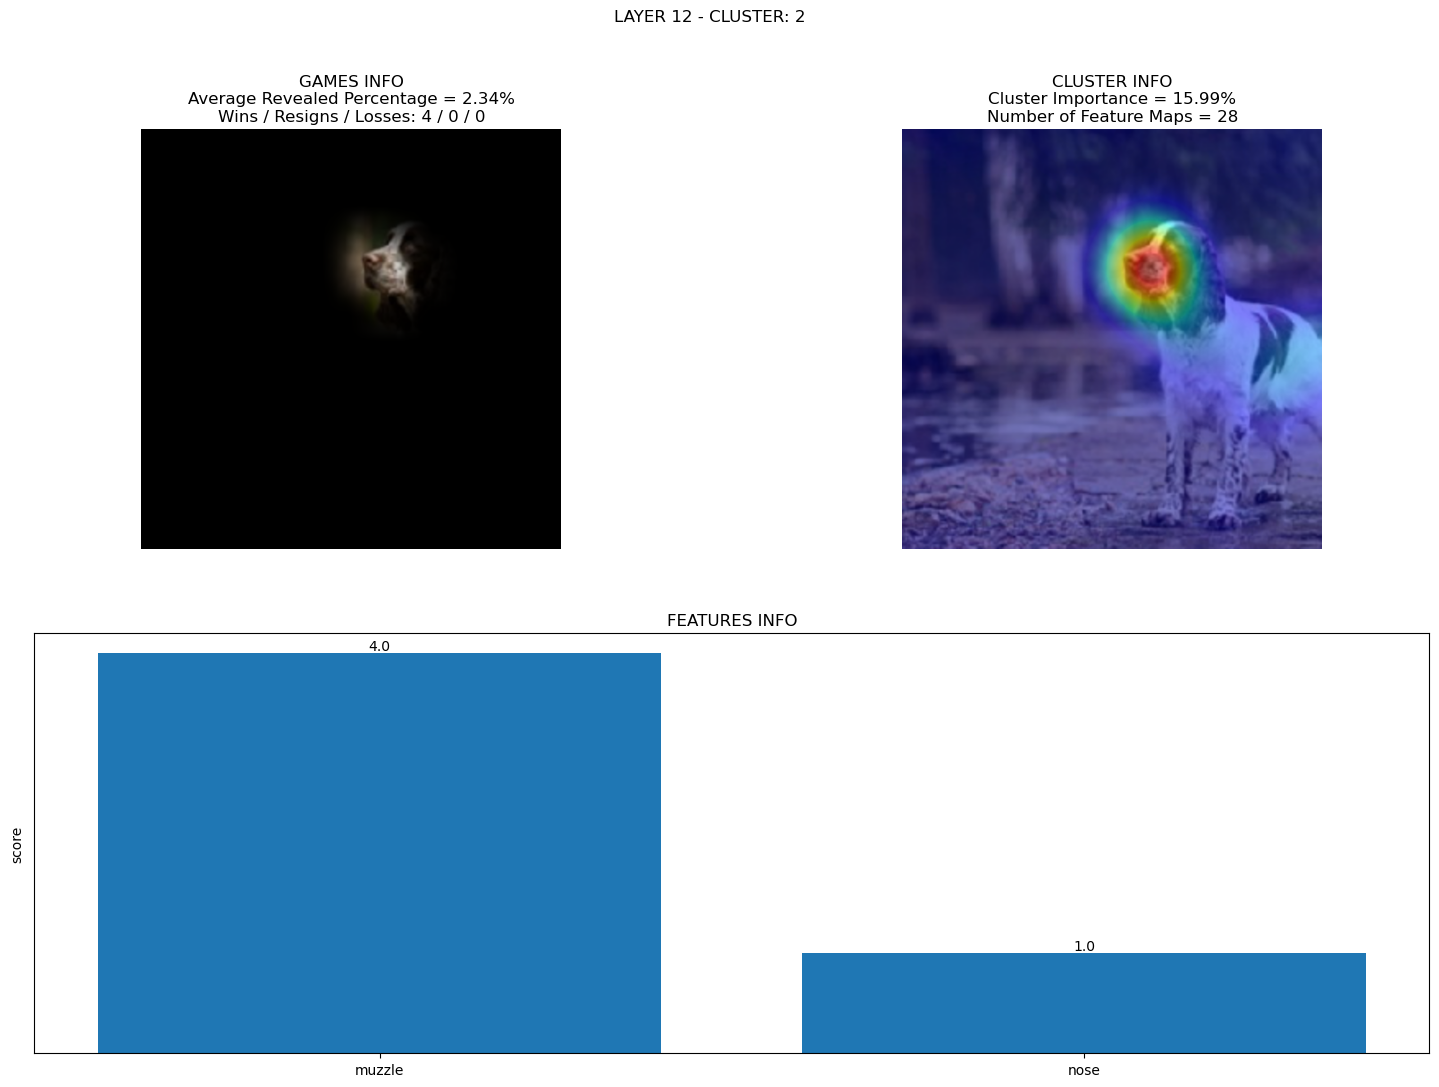 LAYER 12 - CLUSTER: 2
GAMES INFO
Average Revealed Percentage = 2.34%
Wins / Resigns / Losses: 4 / 0 / 0
CLUSTER INFO
Cluster Importance = 15.99%
Number of Feature Maps = 28
FEATURES INFO
4.0
1.0
score
muzzle
nose